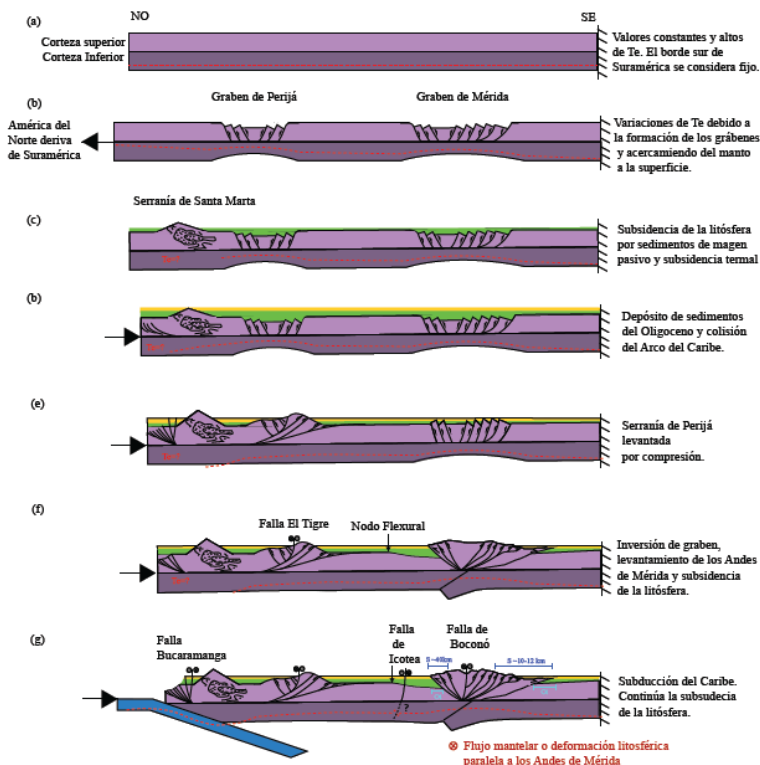 (a)
NO
SE
Corteza superior
Corteza Inferior
Valores constantes y altos
de Te. El borde sur de
Suramérica se considera fijo.
(b)
Graben de Perijá
Graben de Mérida
América del
Norte deriva
de Suramérica
Variaciones de Te debido a
la formación de los grábenes
y acercamiendo del manto
a la superficie.
Serranía de Santa Marta
(c)
Subsidencia de la litósfera
por sedimentos de magen
pasivo y subsidencia termal
(b)
Depósito de sedimentos
del Oligoceno y colisión
del Arco del Caribe.
(e)
Serranía de Perijá
levantada
por compresión.
(f)
Falla El Tigre
Nodo Flexural
Inversión de graben,
levantamiento de los Andes
de Mérida y subsidencia
de la litósfera.
(g)
Falla
Bucaramanga
Falla
de
Icotea
Falla de
Boconó
S ~10-12 km
?
Subducción del Caribe.
Continúa la subsudecia
de la litósfera.
⊗ Flujo mantelar o deformación litosférica
paralela a los Andes de Mérida